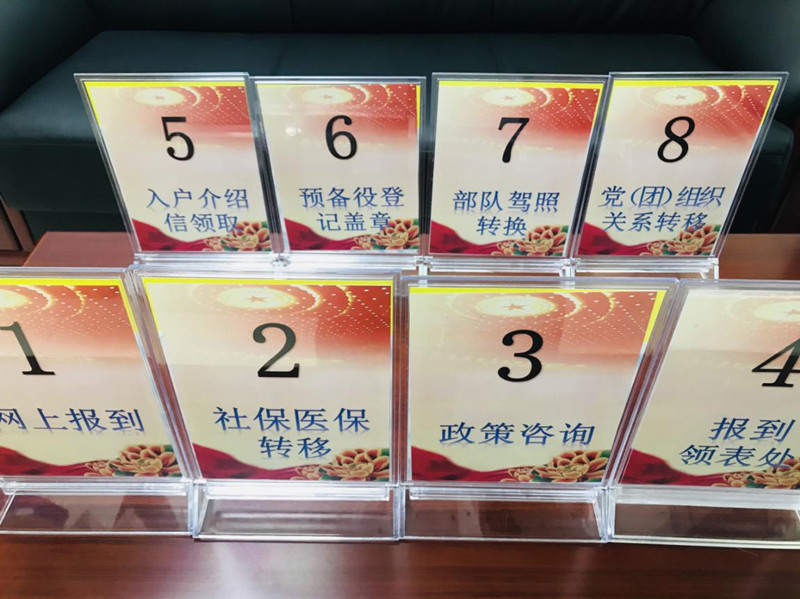 5
入户介绍
信领取
6
预备役登
记盖章
7
部队驾照
转换
8
党(团)组织
关系转移
1
网上报到
2
社保医保
转移
3
政策咨询
4
报到
领表处